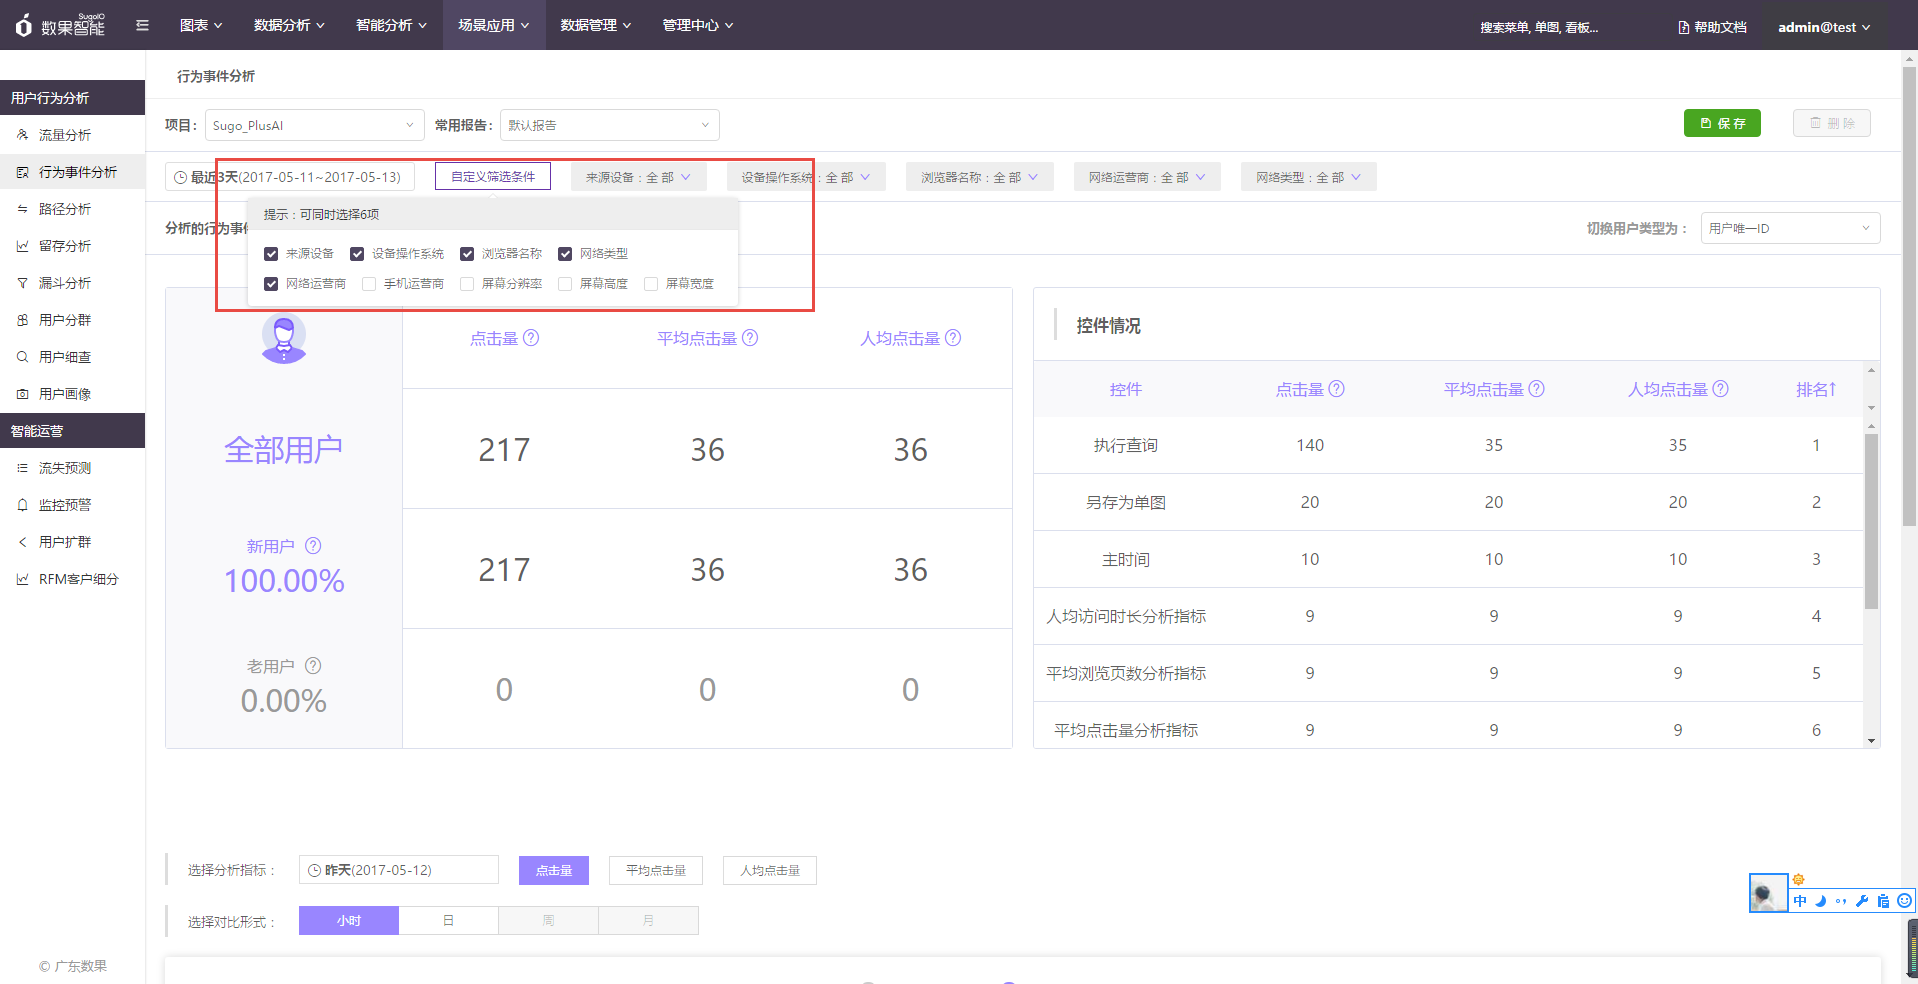 SugoIO
数果智能
图表
数据分析
智能分析
场景应用
数据管理
管理中心
搜索菜单, 单图, 看板...
帮助文档
admin@test
用户行为分析
流量分析
行为事件分析
路径分析
留存分析
漏斗分析
用户分群
用户细查
用户画像
智能运营
流失预测
监控预警
用户扩群
RFM客户细分
© 广东数果
行为事件分析
项目：
Sugo_PlusAI
常用报告：
默认报告
保 存
删 除
最近3天(2017-05-11~2017-05-13)
自定义筛选条件
来源设备：全 部
设备操作系统：全 部
浏览器名称：全 部
网络运营商：全 部
网络类型：全 部
分析的行为事件
切换用户类型为：
用户唯一ID
提示：可同时选择6项
来源设备 设备操作系统 浏览器名称 网络类型
网络运营商 手机运营商 屏幕分辨率 屏幕高度 屏幕宽度
点击量 ? 平均点击量 ? 人均点击量 ?
全部用户 217 36 36
新用户 ?
100.00%
217 36 36
老用户 ?
0.00%
0 0 0
控件情况
控件 点击量 ? 平均点击量 ? 人均点击量 ? 排名↑
执行查询 140 35 35 1
另存为单图 20 20 20 2
主时间 10 10 10 3
人均访问时长分析指标 9 9 9 4
平均浏览页数分析指标 9 9 9 5
平均点击量分析指标 9 9 9 6
选择分析指标：
昨天(2017-05-12)
点击量
平均点击量
人均点击量
选择对比形式：
小时
日
周
月
中